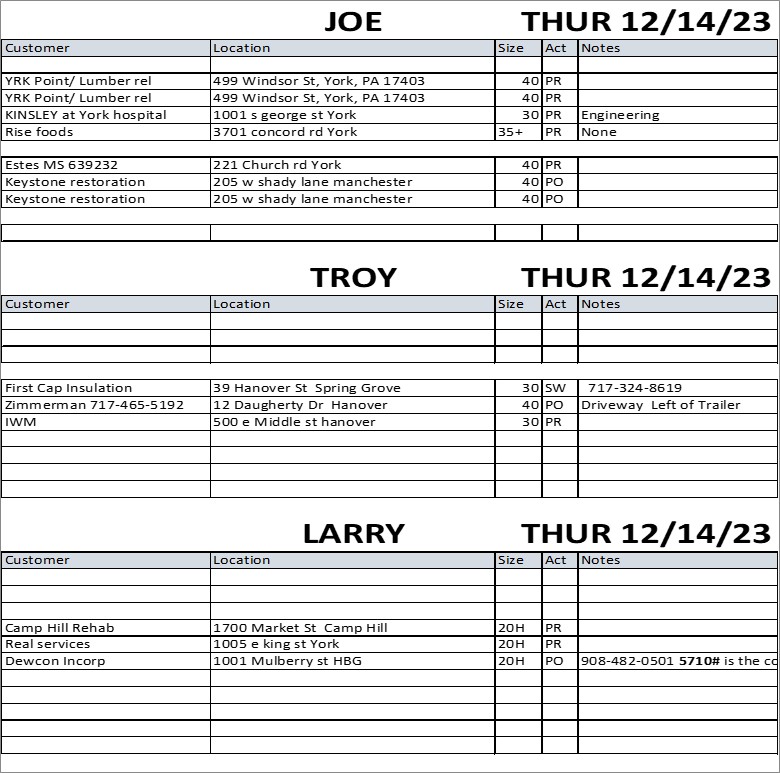 JOE THUR 12/14/23
Customer Location Size Act Notes
YRK Point/ Lumber rel 499 Windsor St, York, PA 17403 40 PR
YRK Point/ Lumber rel 499 Windsor St, York, PA 17403 40 PR
KINSLEY at York hospital 1001 s george st York 30 PR Engineering
Rise foods 3701 concord rd York 35+ PR None
Estes MS 639232 221 Church rd York 40 PR
Keystone restoration 205 w shady lane manchester 40 PO
Keystone restoration 205 w shady lane manchester 40 PO
TROY THUR 12/14/23
Customer Location Size Act Notes
First Cap Insulation 39 Hanover St Spring Grove 30 SW 717-324-8619
Zimmerman 717-465-5192 12 Daugherty Dr Hanover 40 PO Driveway Left of Trailer
IWM 500 e Middle st hanover 30 PR
LARRY THUR 12/14/23
Customer Location Size Act Notes
Camp Hill Rehab 1700 Market St Camp Hill 20H PR
Real services 1005 e king st York 20H PR
Dewcon Incorp 1001 Mulberry st HBG 20H PO 908-482-0501 5710# is the